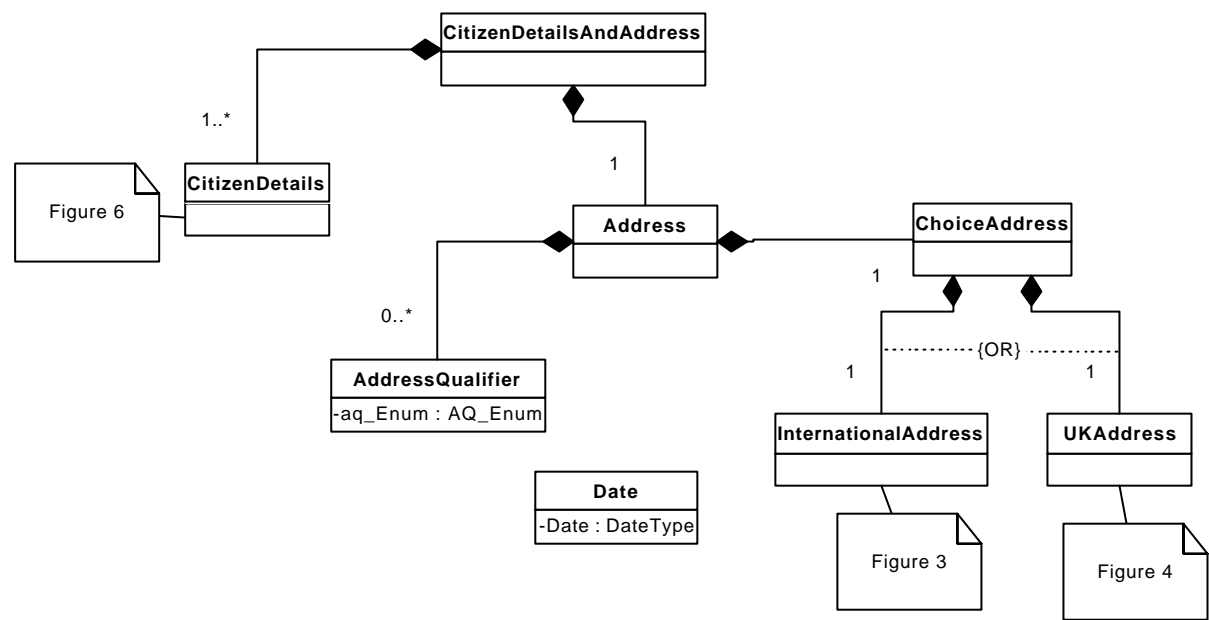 CitizenDetailsAndAddress
1..*
1
CitizenDetails
Figure 6
Address
ChoiceAddress
1
0..*
{OR}
1
1
AddressQualifier
-aq_Enum : AQ_Enum
InternationalAddress
UKAddress
Date
-Date : DateType
Figure 3
Figure 4